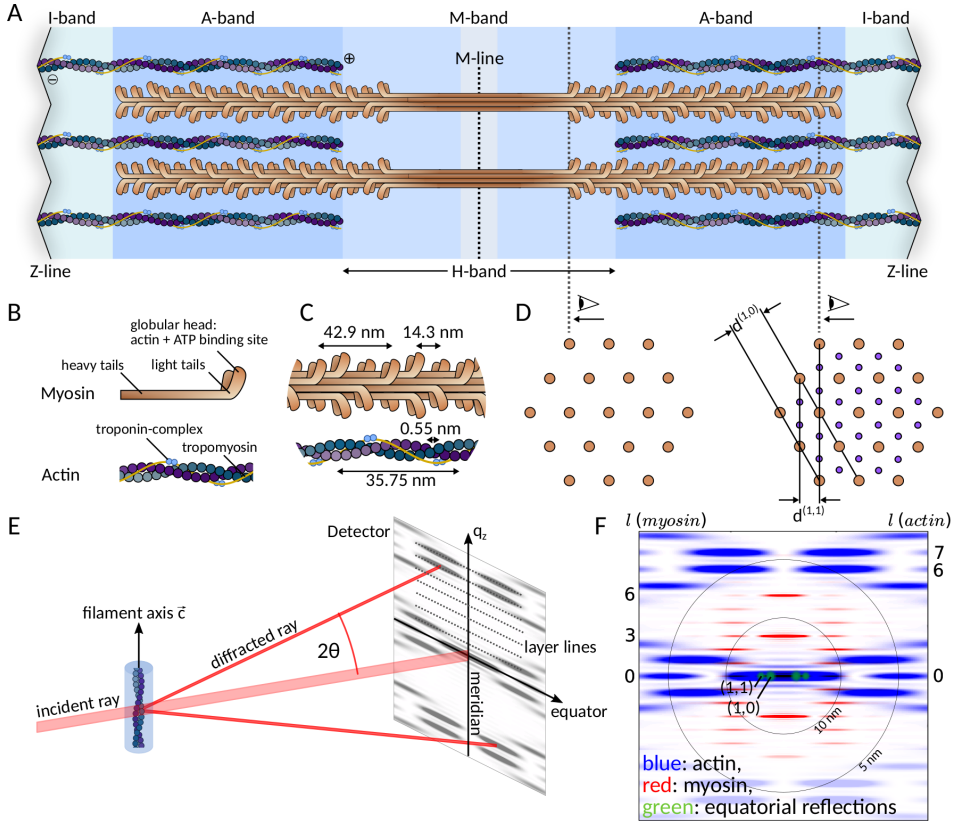 A
I-band
A-band
M-band
A-band
I-band
⊕
M-line
⊖
Z-line
H-band
Z-line
B
globular head:
actin + ATP binding site
heavy tails
light tails
Myosin
troponin-complex
tropomyosin
Actin
C
42.9 nm
14.3 nm
0.55 nm
35.75 nm
D
d(1,0)
d(1,1)
E
Detector
qz
filament axis c⃗
diffracted ray
2θ
layer lines
incident ray
meridian
equator
F
l (myosin)
l (actin)
7
6
6
3
0
0
(1,1)
(1,0)
10 nm
5 nm
blue: actin,
red: myosin,
green: equatorial reflections